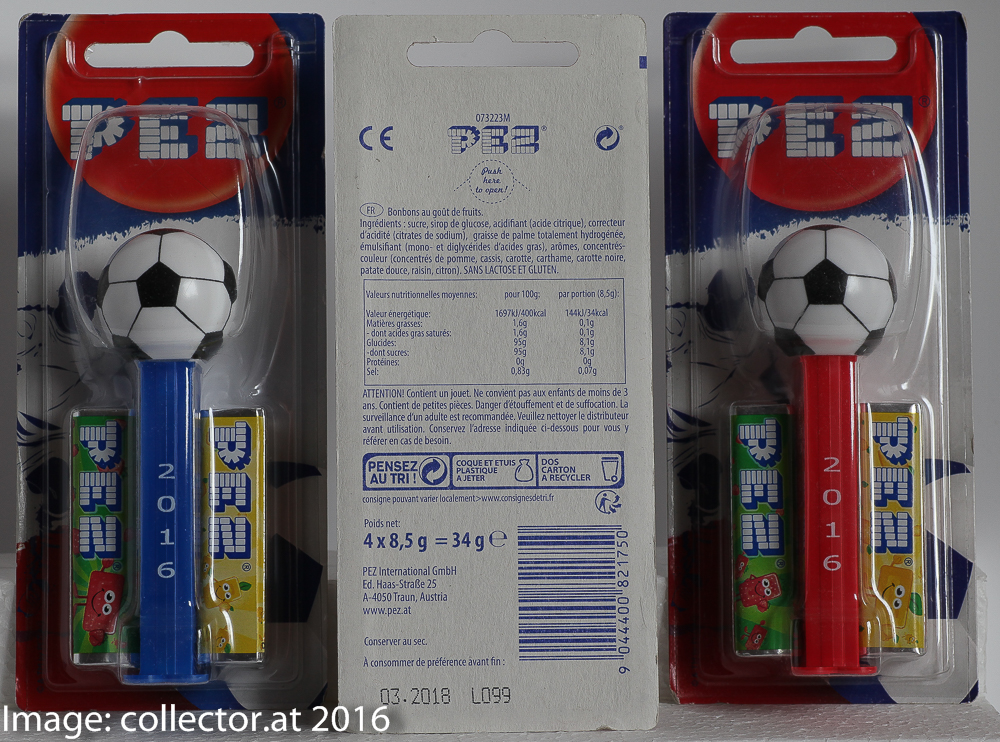 PEZ
2016
PEZ
PEZ
073223M
CE
PEZ®
Push
here
to open!
FR Bonbons au goût de fruits.
Ingrédients : sucre, sirop de glucose, acidifiant (acide citrique), correcteur
d'acidité (citrates de sodium), graisse de palme totalement hydrogénée,
émulsifiant (mono- et diglycérides d'acides gras), arômes, concentrés-
couleur (concentrés de pomme, cassis, carotte, carthame, carotte noire,
patate douce, raisin, citron). SANS LACTOSE ET GLUTEN.
Valeurs nutritionnelles moyennes: pour 100g: par portion (8,5g):
Valeur énergétique: 1697kJ/400kcal 144kJ/34kcal
Matières grasses: 1,6g 0,1g
- dont acides gras saturés: 1,6g 0,1g
Glucides: 95g 8,1g
-dont sucres: 95g 8,1g
Protéines: 0g 0g
Sel: 0,83g 0,07g
ATTENTION! Contient un jouet. Ne convient pas aux enfants de moins de 3
ans. Contient de petites pièces. Danger d'étouffement et de suffocation. La
surveillance d'un adulte est recommandée. Veuillez nettoyer le distributeur
avant utilisation. Conservez l'adresse indiquée ci-dessous pour vous y
référer en cas de besoin.
PENSEZ
AU TRI !
COQUE ET ETUIS
PLASTIQUE
A JETER
DOS
CARTON
A RECYCLER
consigne pouvant varier localement>www.consignesdetri.fr
Poids net:
4 x 8,5 g = 34 g e
PEZ International GmbH
Ed. Haas-Straße 25
A-4050 Traun, Austria
www.pez.at
Conserver au sec.
À consommer de préférence avant fin :
03.2018 L099
9 044400 821750
PEZ®
2016
PEZ
PEZ
Image: collector.at 2016